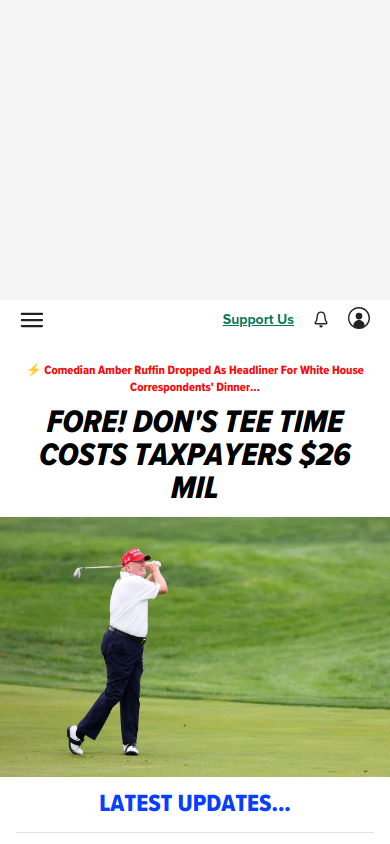 Support Us
⚡ Comedian Amber Ruffin Dropped As Headliner For White House
Correspondents' Dinner...
FORE! DON'S TEE TIME
COSTS TAXPAYERS $26
MIL
LATEST UPDATES...